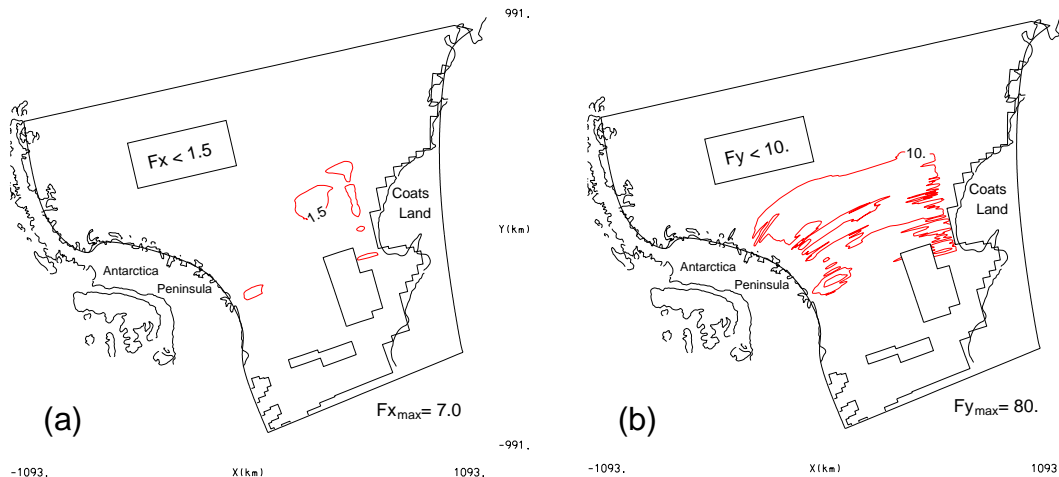 991.
Fx < 1.5
1.5
Coats
Land
Y(km)
Antarctica
Peninsula
(a)
Fxmax= 7.0
-991.
-1093.
X(km)
1093.
991.
Fy < 10.
10.
Coats
Land
Antarctica
Peninsula
(b)
Fymax= 80.
-1093.
X(km)
1093